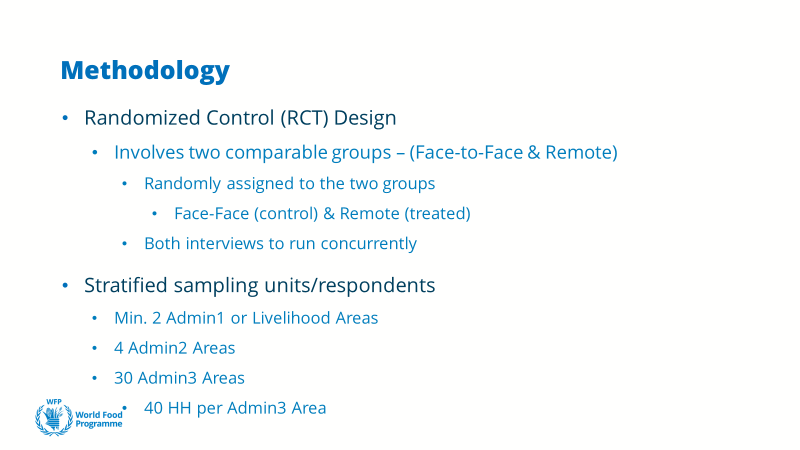 Methodology
• Randomized Control (RCT) Design
• Involves two comparable groups – (Face-to-Face & Remote)
• Randomly assigned to the two groups
• Face-Face (control) & Remote (treated)
• Both interviews to run concurrently
• Stratified sampling units/respondents
• Min. 2 Admin1 or Livelihood Areas
• 4 Admin2 Areas
• 30 Admin3 Areas
• 40 HH per Admin3 Area
WFP
World Food
Programme